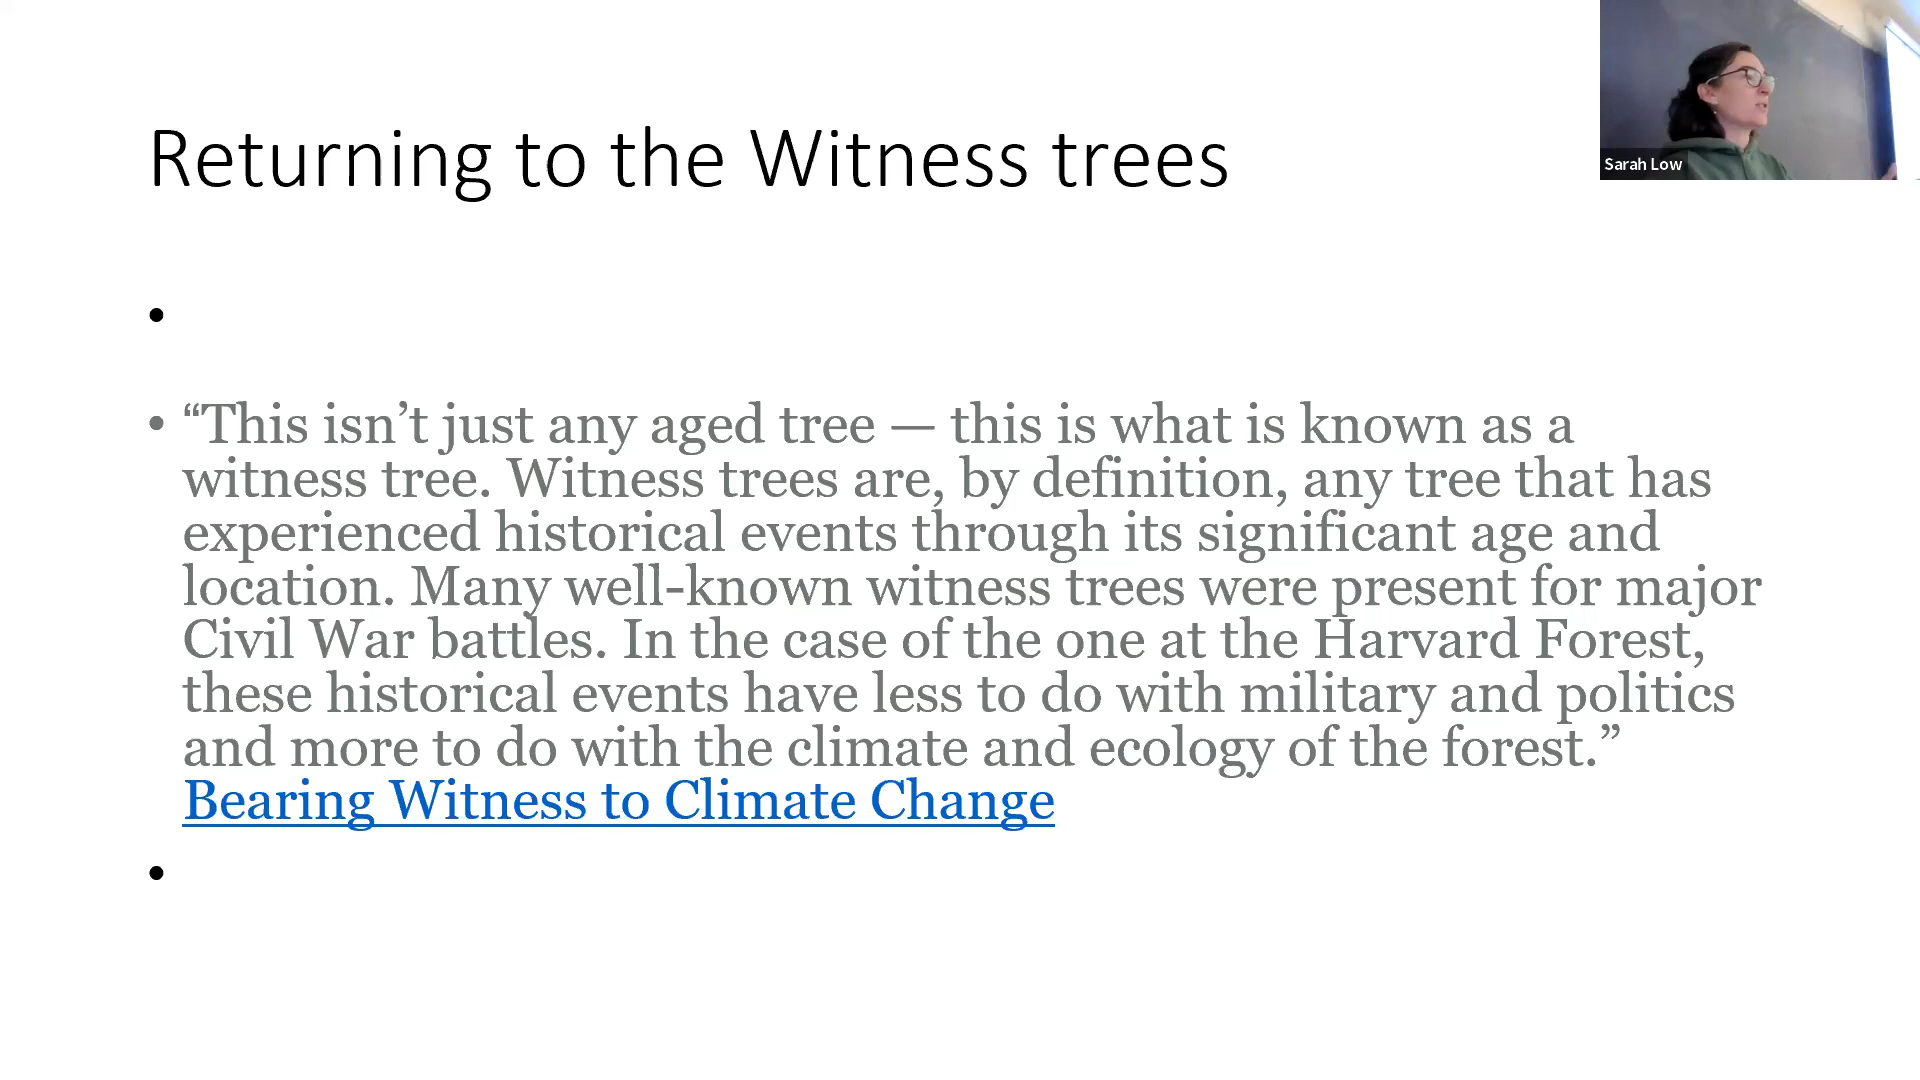 Returning to the Witness trees
Sarah Low
•
• “This isn’t just any aged tree — this is what is known as a
witness tree. Witness trees are, by definition, any tree that has
experienced historical events through its significant age and
location. Many well-known witness trees were present for major
Civil War battles. In the case of the one at the Harvard Forest,
these historical events have less to do with military and politics
and more to do with the climate and ecology of the forest.”
Bearing Witness to Climate Change
•